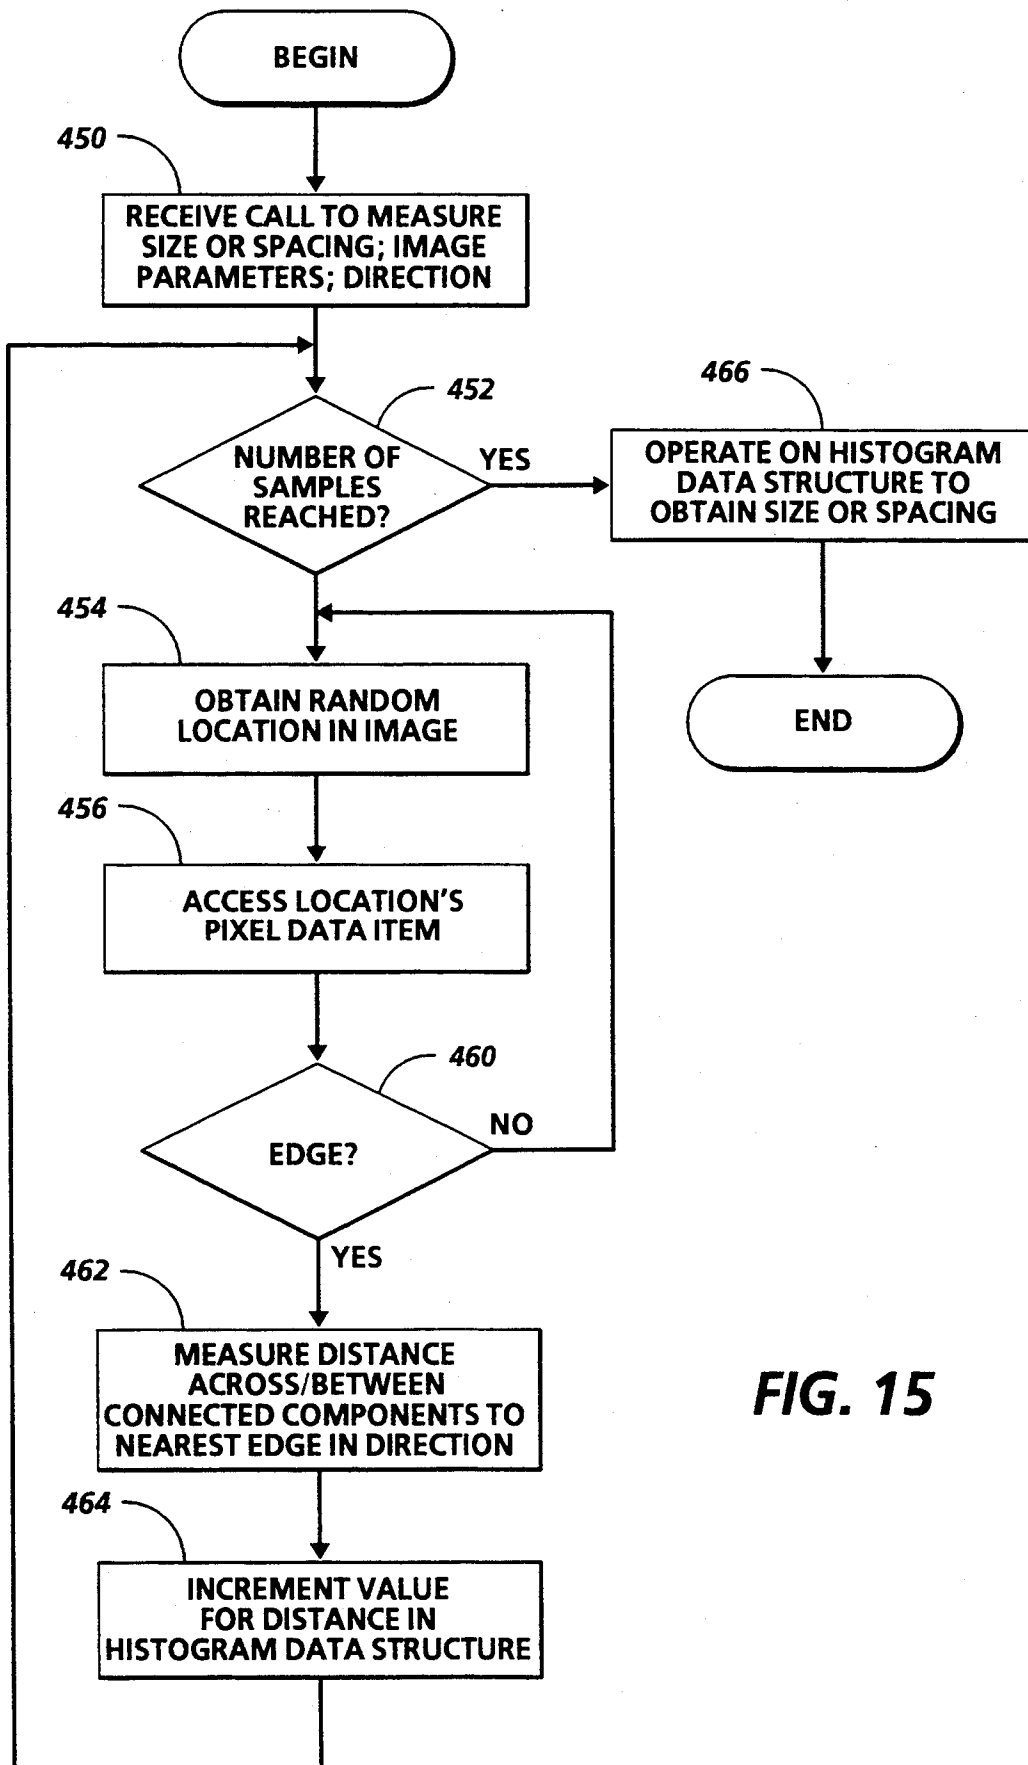 BEGIN
450
RECEIVE CALL TO MEASURE
SIZE OR SPACING; IMAGE
PARAMETERS; DIRECTION
452
NUMBER OF
SAMPLES
REACHED?
YES
466
OPERATE ON HISTOGRAM
DATA STRUCTURE TO
OBTAIN SIZE OR SPACING
END
454
OBTAIN RANDOM
LOCATION IN IMAGE
456
ACCESS LOCATION'S
PIXEL DATA ITEM
460
EDGE?
NO
YES
462
MEASURE DISTANCE
ACROSS/BETWEEN
CONNECTED COMPONENTS TO
NEAREST EDGE IN DIRECTION
464
INCREMENT VALUE
FOR DISTANCE IN
HISTOGRAM DATA STRUCTURE
FIG. 15